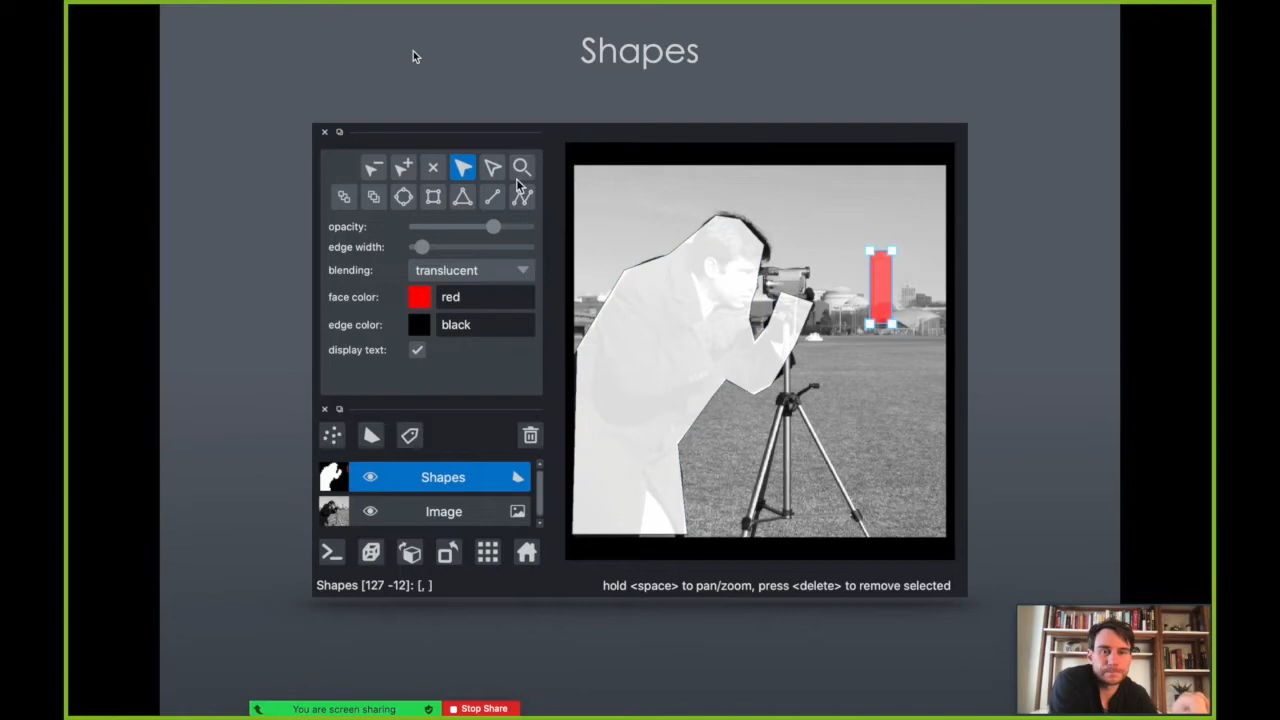 Shapes
opacity:
edge width:
blending: translucent
face color: red
edge color: black
display text:
Shapes
Image
Shapes [127 -12]: [, ]
hold <space> to pan/zoom, press <delete> to remove selected
You are screen sharing
Stop Share